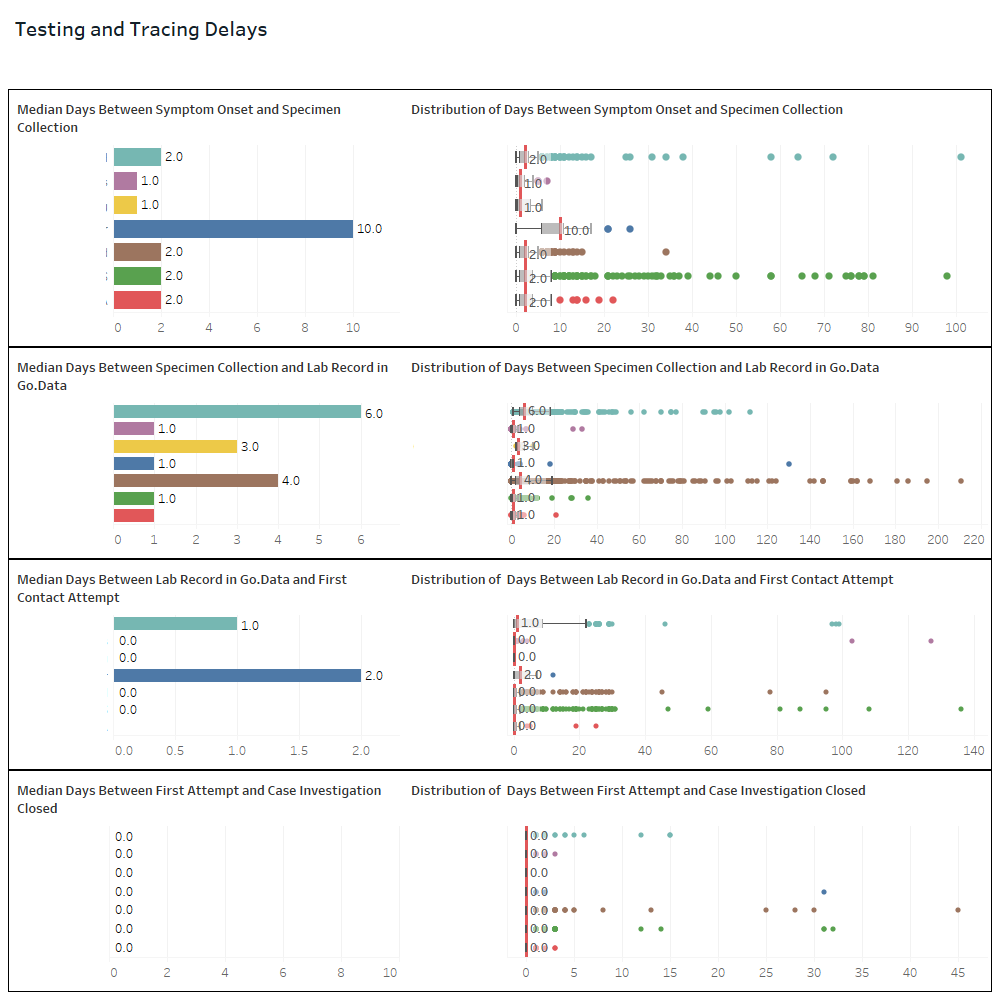 Testing and Tracing Delays
Median Days Between Symptom Onset and Specimen
Collection
2.0
1.0
1.0
10.0
2.0
2.0
2.0
0 2 4 6 8 10
Distribution of Days Between Symptom Onset and Specimen Collection
2.0
1.0
1.0
10.0
2.0
2.0
2.0
0 10 20 30 40 50 60 70 80 90 100
Median Days Between Specimen Collection and Lab Record in
Go.Data
6.0
1.0
3.0
1.0
4.0
1.0
0 1 2 3 4 5 6
Distribution of Days Between Specimen Collection and Lab Record in Go.Data
6.0
1.0
3.0
1.0
4.0
1.0
1.0
0 20 40 60 80 100 120 140 160 180 200 220
Median Days Between Lab Record in Go.Data and First
Contact Attempt
1.0
0.0
0.0
2.0
0.0
0.0
0.0 0.5 1.0 1.5 2.0
Distribution of Days Between Lab Record in Go.Data and First Contact Attempt
1.0
0.0
0.0
2.0
0.0
0.0
0.0
0 20 40 60 80 100 120 140
Median Days Between First Attempt and Case Investigation
Closed
0.0
0.0
0.0
0.0
0.0
0.0
0.0
0 2 4 6 8 10
Distribution of Days Between First Attempt and Case Investigation Closed
0.0
0.0
0.0
0.0
0.0
0.0
0.0
0 5 10 15 20 25 30 35 40 45